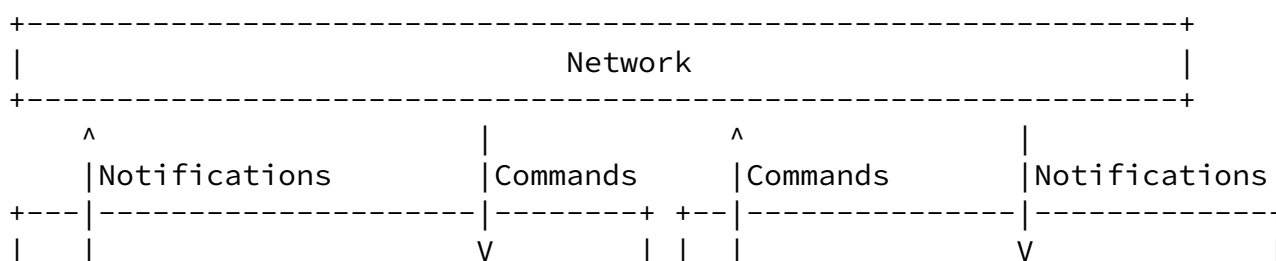 +----------------------------------------------------------------+
|                              Network                           |
+----------------------------------------------------------------+
    ^                     |             ^               |
    |Notifications        |Commands     |Commands       |Notifications
+---|---------------------|--------+ +--|---------------|--------------
|   |                     V        | |  |               V             |